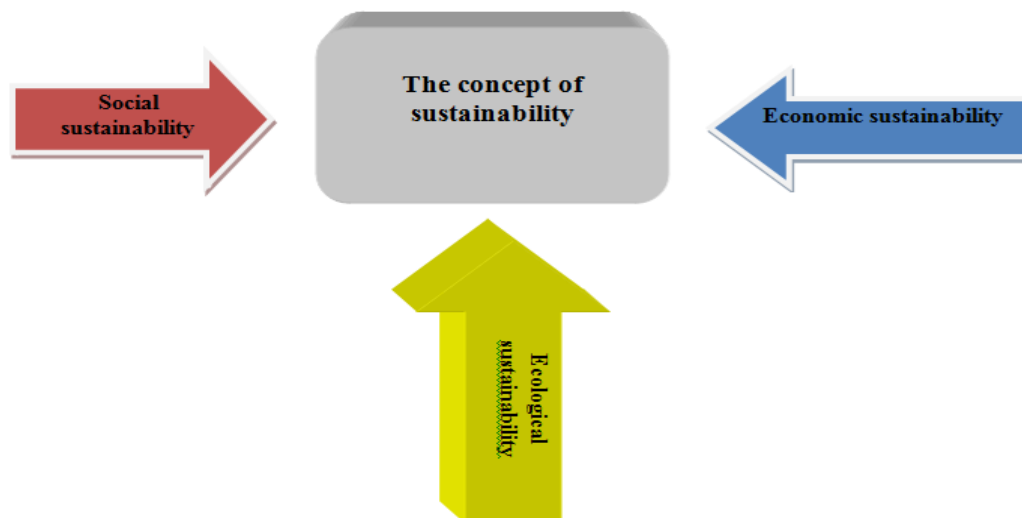 The concept of
sustainability
Social
sustainability
Economic sustainability
Ecological
sustainability